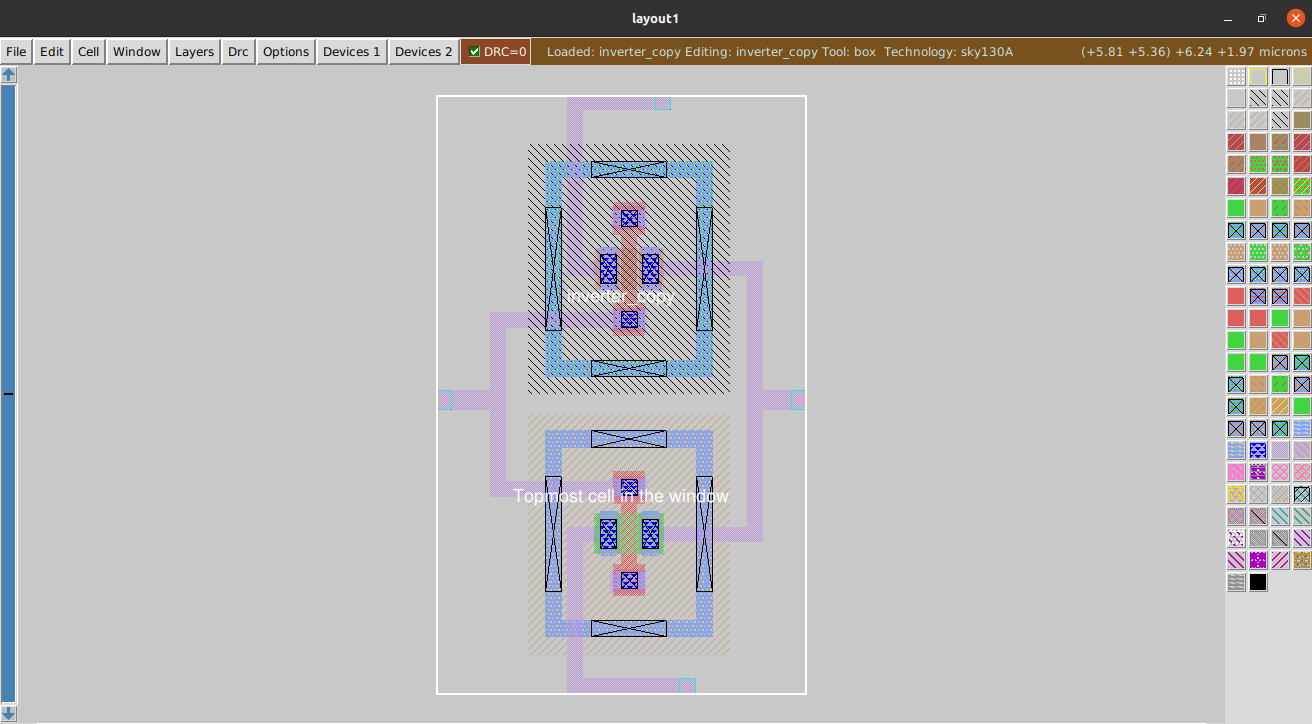 layout1
File Edit Cell Window Layers Drc Options Devices 1 Devices 2 DRC=0 Loaded: inverter_copy Editing: inverter_copy Tool: box Technology: sky130A (+5.81 +5.36) +6.24 +1.97 microns
inverter_copy
Topmost cell in the window